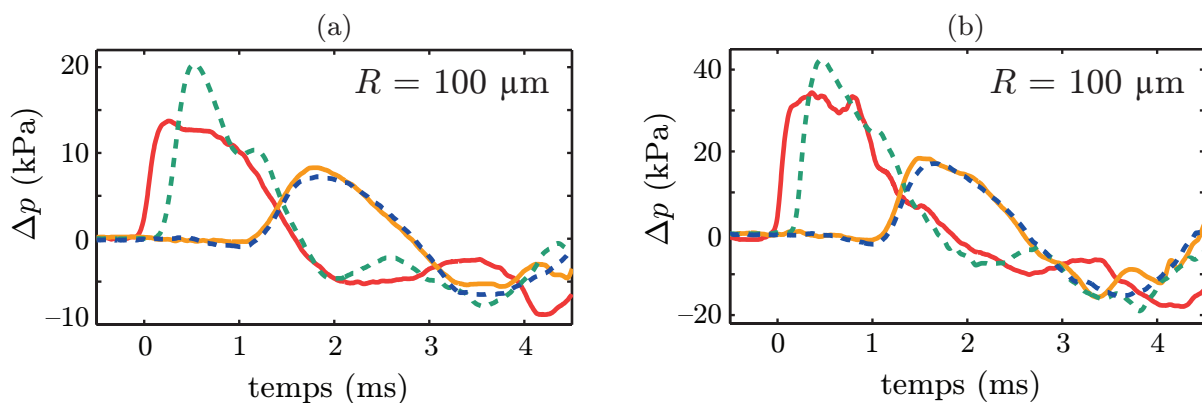 (a)
R = 100 µm
Δp (kPa)
20
10
0
–10
0 1 2 3 4
temps (ms)
(b)
R = 100 µm
Δp (kPa)
40
20
0
–20
0 1 2 3 4
temps (ms)